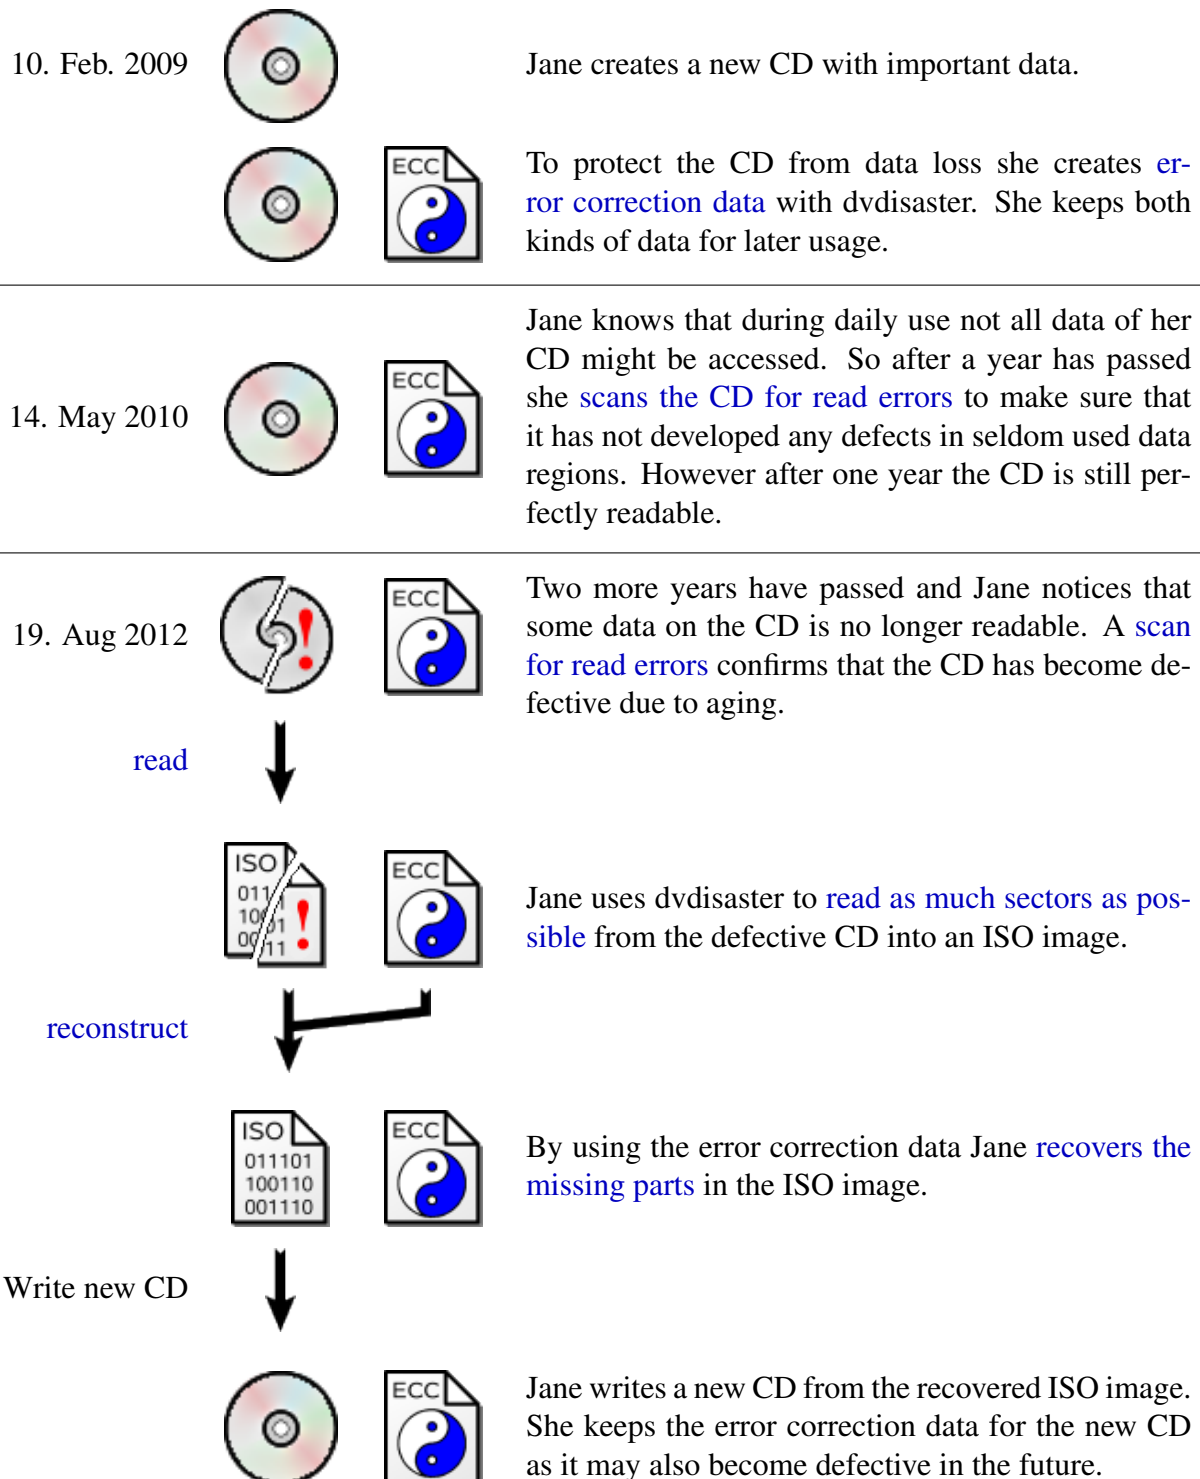 10. Feb. 2009
Jane creates a new CD with important data.
ECC
To protect the CD from data loss she creates er-
ror correction data with dvdisaster. She keeps both
kinds of data for later usage.
14. May 2010
ECC
Jane knows that during daily use not all data of her
CD might be accessed. So after a year has passed
she scans the CD for read errors to make sure that
it has not developed any defects in seldom used data
regions. However after one year the CD is still per-
fectly readable.
19. Aug 2012
!
ECC
Two more years have passed and Jane notices that
some data on the CD is no longer readable. A scan
for read errors confirms that the CD has become de-
fective due to aging.
read
ISO
011
1001
00 11
!
ECC
Jane uses dvdisaster to read as much sectors as pos-
sible from the defective CD into an ISO image.
reconstruct
ISO
011101
100110
001110
ECC
By using the error correction data Jane recovers the
missing parts in the ISO image.
Write new CD
ECC
Jane writes a new CD from the recovered ISO image.
She keeps the error correction data for the new CD
as it may also become defective in the future.